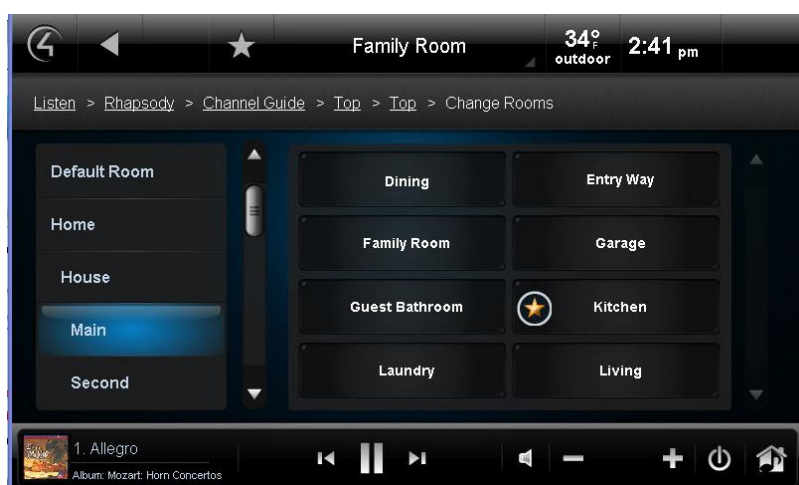 Family Room
34°F
outdoor
2:41 pm
Listen > Rhapsody > Channel Guide > Top > Top > Change Rooms
Default Room
Home
House
Main
Second
Dining
Entry Way
Family Room
Garage
Guest Bathroom
Kitchen
Laundry
Living
1. Allegro
Album: Mozart: Horn Concertos